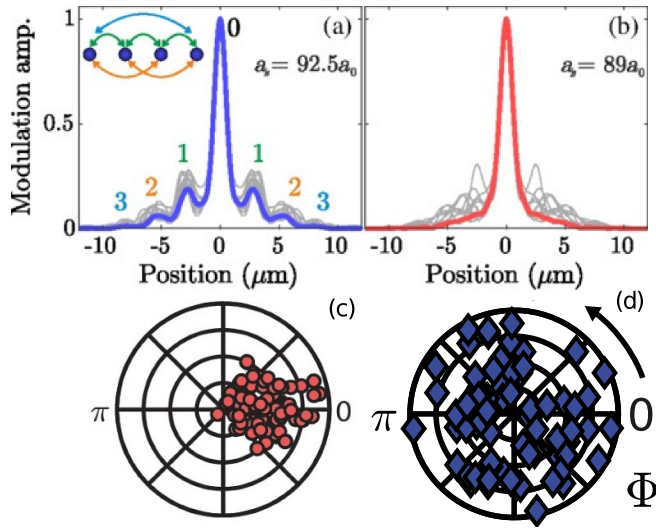 (a)
0
a_s = 92.5a_0
1
1
2
2
3
3
1
0.5
0
Modulation amp.
-10
-5
0
5
10
Position (μm)
(b)
a_s = 89a_0
-10
-5
0
5
10
Position (μm)
(c)
π
0
(d)
π
0
Φ